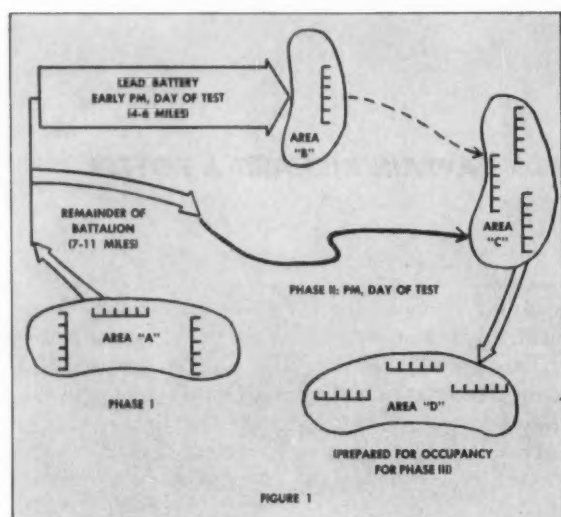 LEAD BATTERY
EARLY PM, DAY OF TEST
(4-6 MILES)
AREA
"B"
REMAINDER OF
BATTALION
(7-11 MILES)
AREA
"C"
PHASE II: PM, DAY OF TEST
AREA "A"
PHASE I
AREA "D"
(PREPARED FOR OCCUPANCY
FOR PHASE III)
FIGURE 1